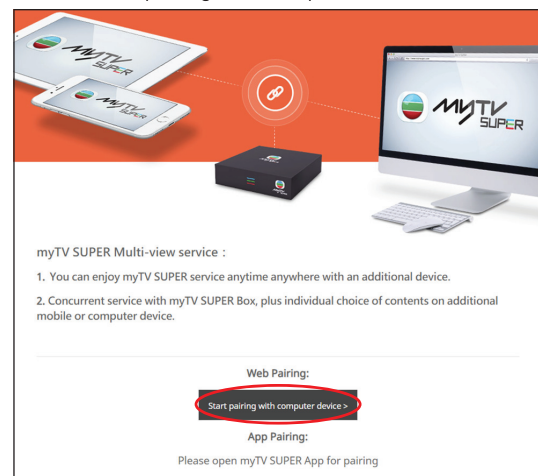 myTV
SUPER
myTV
SUPER
myTV
SUPER
myTV SUPER Multi-view service :
1. You can enjoy myTV SUPER service anytime anywhere with an additional device.
2. Concurrent service with myTV SUPER Box, plus individual choice of contents on additional
mobile or computer device.
Web Pairing:
Start pairing with computer device >
App Pairing:
Please open myTV SUPER App for pairing